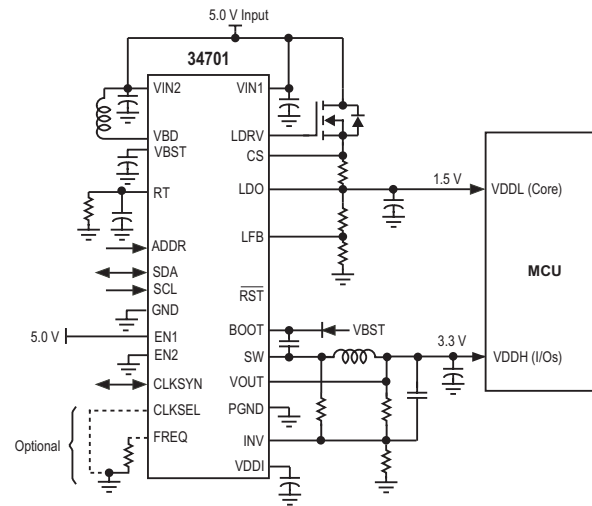 5.0 V Input
34701
VIN2
VIN1
VBD
LDRV
VBST
CS
RT
LDO
1.5 V
VDDL (Core)
ADDR
LFB
SDA
MCU
SCL
RST
GND
BOOT
VBST
5.0 V
EN1
3.3 V
EN2
SW
VDDH (I/Os)
CLKSYN
VOUT
CLKSEL
PGND
Optional
FREQ
INV
VDDI